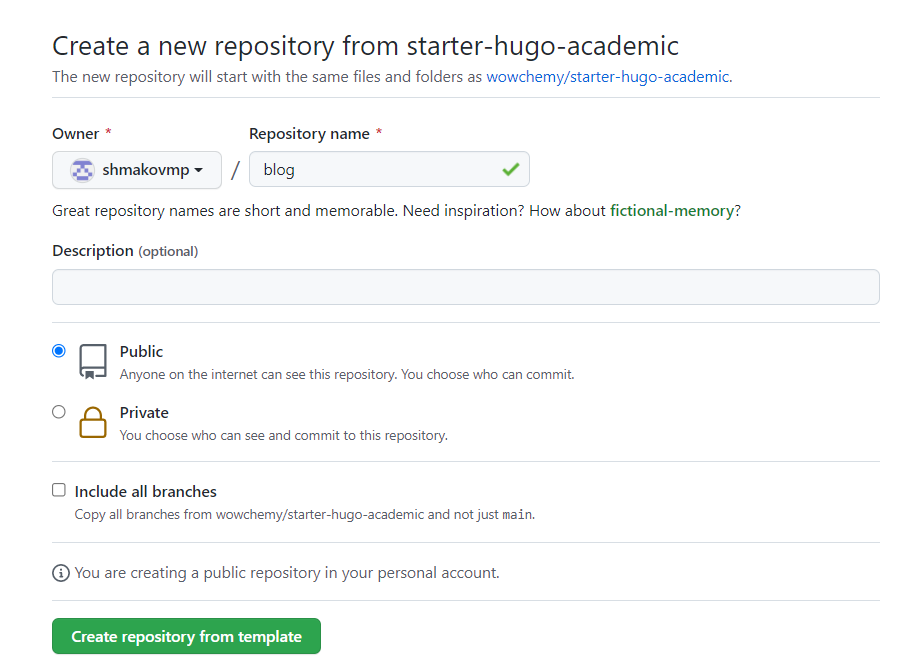 Create a new repository from starter-hugo-academic
The new repository will start with the same files and folders as wowchemy/starter-hugo-academic.
Owner * Repository name *
shmakovmp / blog
Great repository names are short and memorable. Need inspiration? How about fictional-memory?
Description (optional)
Public
Anyone on the internet can see this repository. You choose who can commit.
Private
You choose who can see and commit to this repository.
Include all branches
Copy all branches from wowchemy/starter-hugo-academic and not just main.
You are creating a public repository in your personal account.
Create repository from template